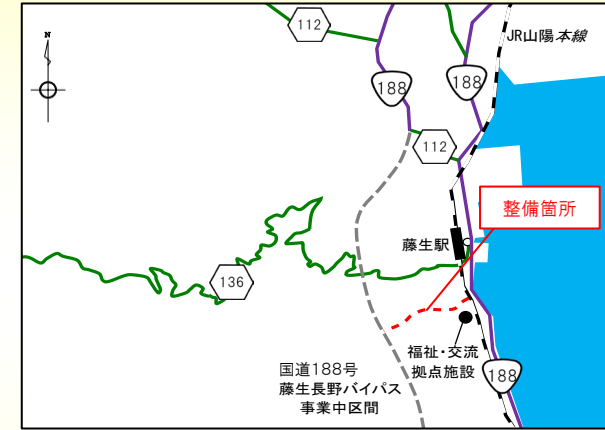 N
112
JR山陽本線
188
188
112
整備箇所
藤生駅
136
福祉・交流
拠点施設
国道188号
藤生長野バイパス
事業中区間
188